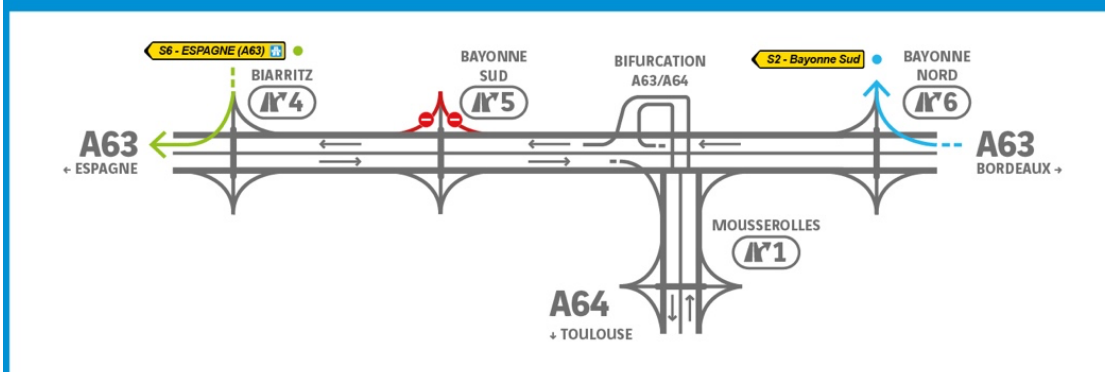 S6 - ESPAGNE (A63)
BIARRITZ
4
BAYONNE
SUD
5
BIFURCATION
A63/A64
S2 - Bayonne Sud
BAYONNE
NORD
6
A63
← ESPAGNE
A63
BORDEAUX →
MOUSSEROLLES
1
A64
↓ TOULOUSE